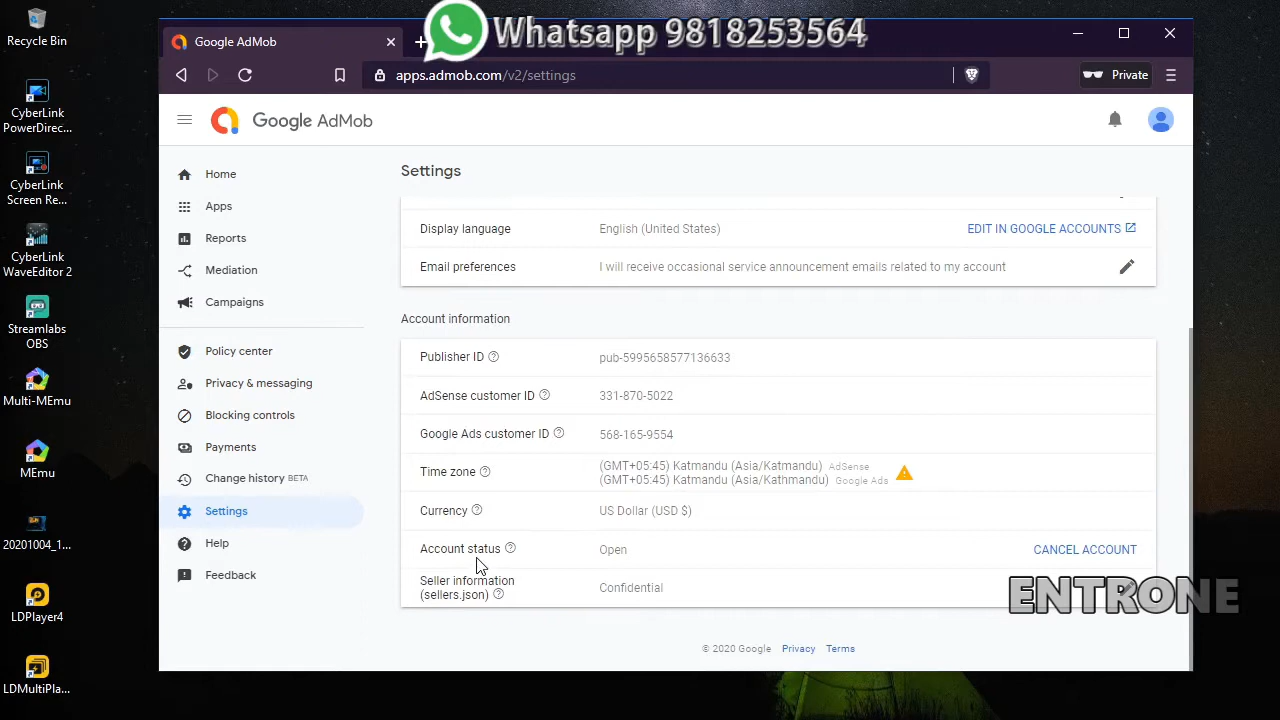 Whatsapp 9818253564
Recycle Bin
CyberLink
PowerDirec...
CyberLink
Screen Re...
CyberLink
WaveEditor 2
Streamlabs
OBS
Multi-MEmu
MEmu
20201004_1...
LDPlayer4
LDMultiPla...
Google AdMob
apps.admob.com/v2/settings
Private
Google AdMob
Home
Apps
Reports
Mediation
Campaigns
Policy center
Privacy & messaging
Blocking controls
Payments
Change history BETA
Settings
Help
Feedback
Settings
Display language English (United States) EDIT IN GOOGLE ACCOUNTS
Email preferences I will receive occasional service announcement emails related to my account
Account information
Publisher ID pub-5995658577136633
AdSense customer ID 331-870-5022
Google Ads customer ID 568-165-9554
Time zone (GMT+05:45) Katmandu (Asia/Katmandu) AdSense
(GMT+05:45) Katmandu (Asia/Kathmandu) Google Ads
Currency US Dollar (USD $)
Account status Open CANCEL ACCOUNT
Seller information
(sellers.json) Confidential
ENTRONE
© 2020 Google Privacy Terms